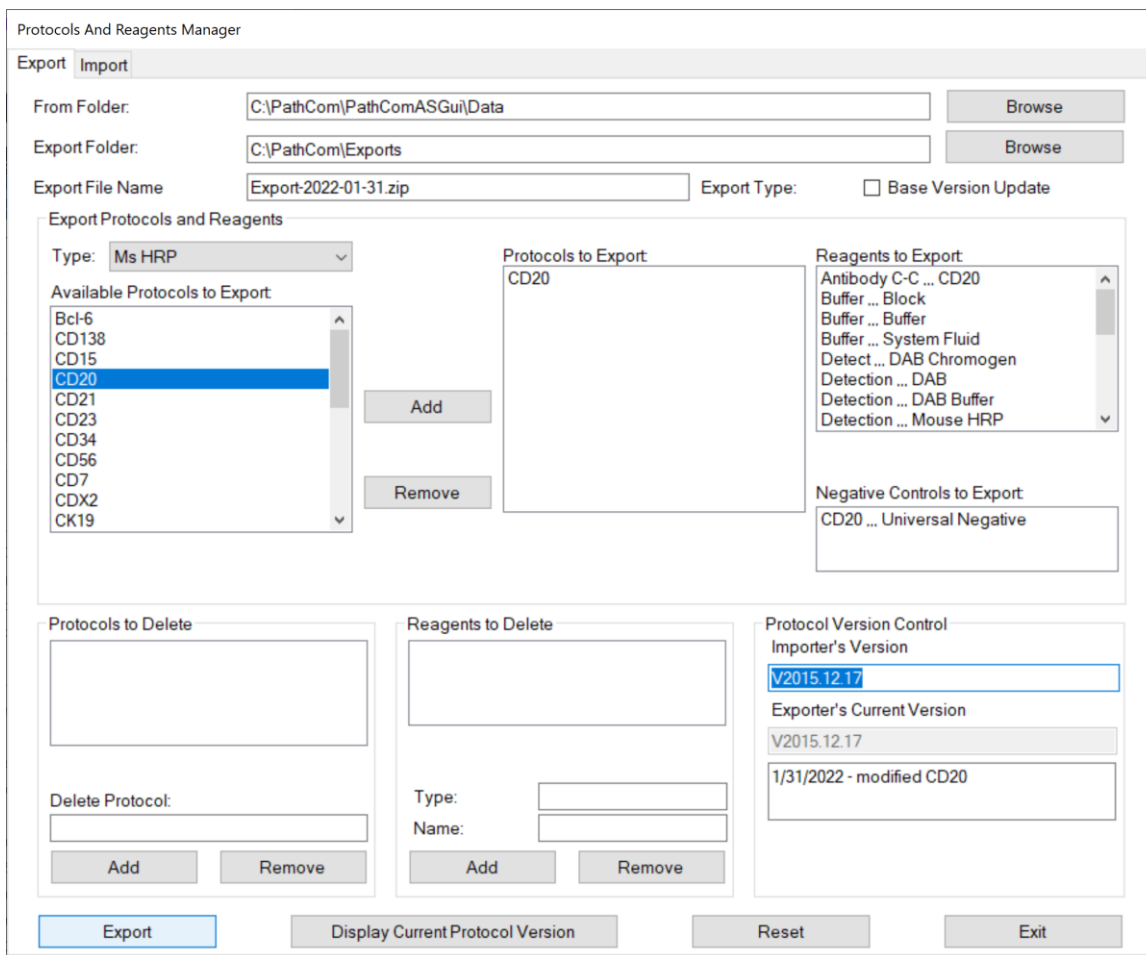 Protocols And Reagents Manager
Export Import
From Folder: C:\PathCom\PathComASGui\Data Browse
Export Folder: C:\PathCom\Exports Browse
Export File Name Export-2022-01-31.zip Export Type: Base Version Update
Export Protocols and Reagents
Type: Ms HRP
Available Protocols to Export
Bcl-6
CD138
CD15
CD20
CD21
CD23
CD34
CD56
CD7
CDX2
CK19
Add
Remove
Protocols to Export
CD20
Reagents to Export
Antibody C-C ... CD20
Buffer ... Block
Buffer ... Buffer
Buffer ... System Fluid
Detect ... DAB Chromogen
Detection ... DAB
Detection ... DAB Buffer
Detection ... Mouse HRP
Negative Controls to Export
CD20 ... Universal Negative
Protocols to Delete
Delete Protocol:
Add Remove
Reagents to Delete
Type:
Name:
Add Remove
Protocol Version Control
Importer's Version
V2015.12.17
Exporter's Current Version
V2015.12.17
1/31/2022 - modified CD20
Export Display Current Protocol Version Reset Exit